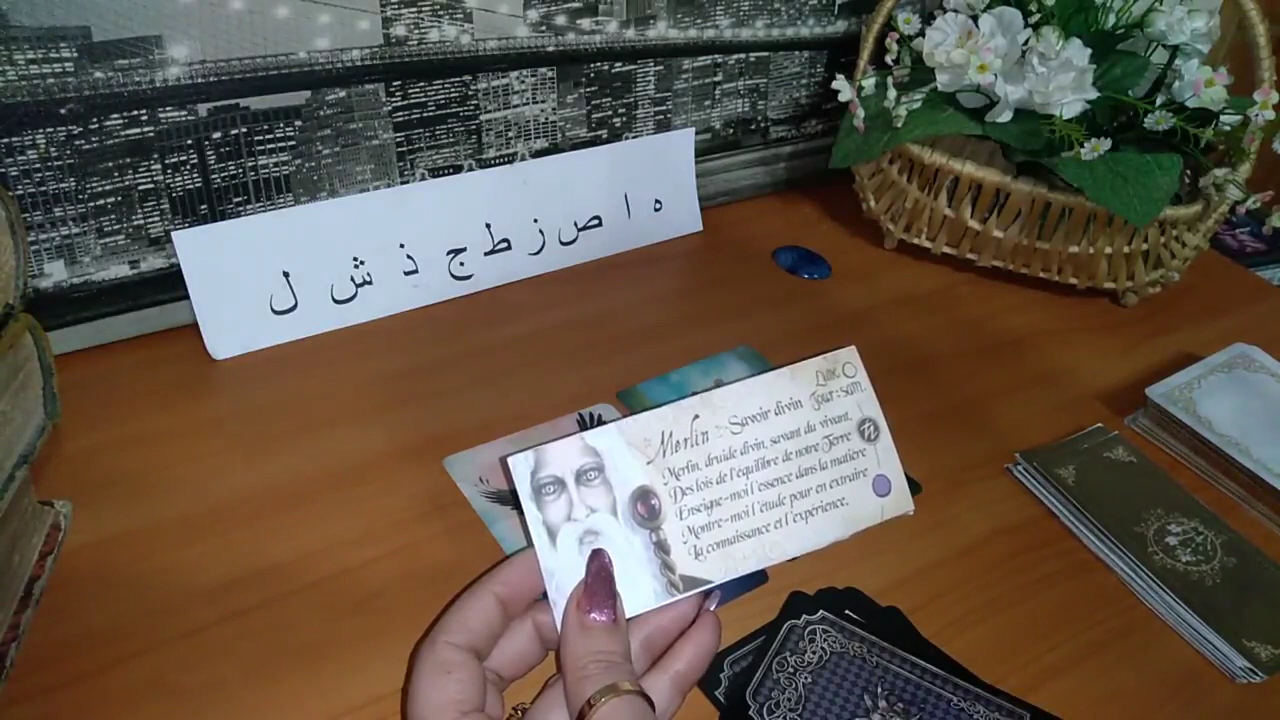 ه ا ص ز ط ج ذ ش ل
Merlin - Savoir divin
Lune
Jour : sam.
Merlin, druide divin, savant du vivant,
Des lois de l'équilibre de notre Terre
Enseigne-moi l'essence dans la matière
Montre-moi l'étude pour en extraire
La connaissance et l'expérience.